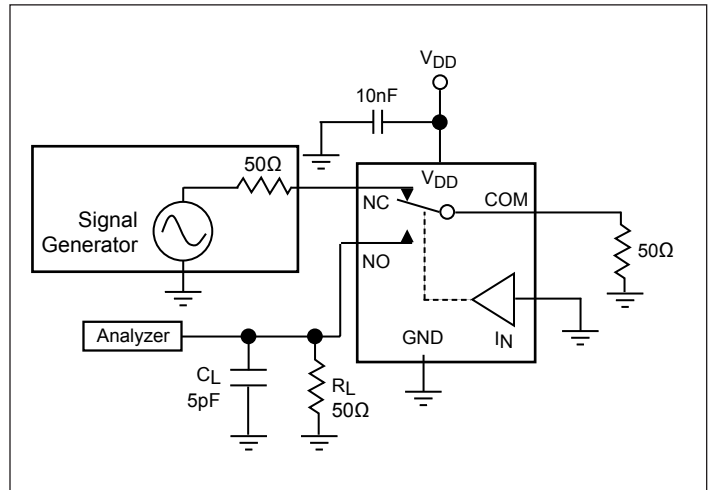 VDD
10nF
50Ω
VDD
NC
COM
Signal
Generator
50Ω
NO
Analyzer
GND
IN
CL
5pF
RL
50Ω